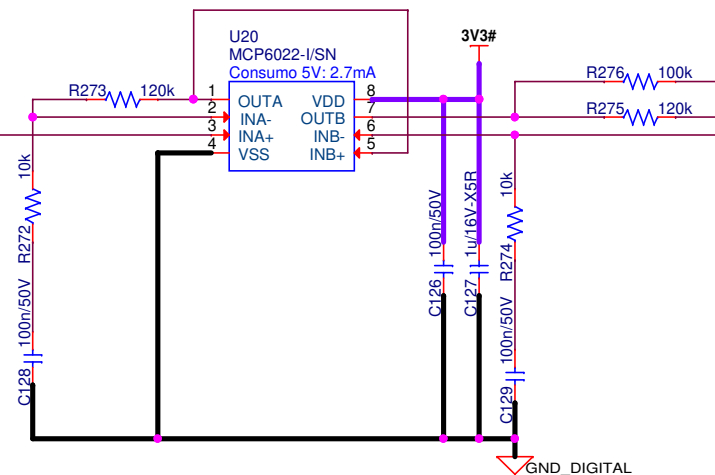 U20
MCP6022-I/SN
Consumo 5V: 2.7mA
3V3#
R273
120k
R276
100k
R275
120k
1
2
3
4
OUTA
INA-
INA+
VSS
VDD
OUTB
INB-
INB+
8
7
6
5
10k
R272
100n/50V
C128
100n/50V
C126
1u/16V-X5R
C127
10k
R274
100n/50V
C129
GND_DIGITAL